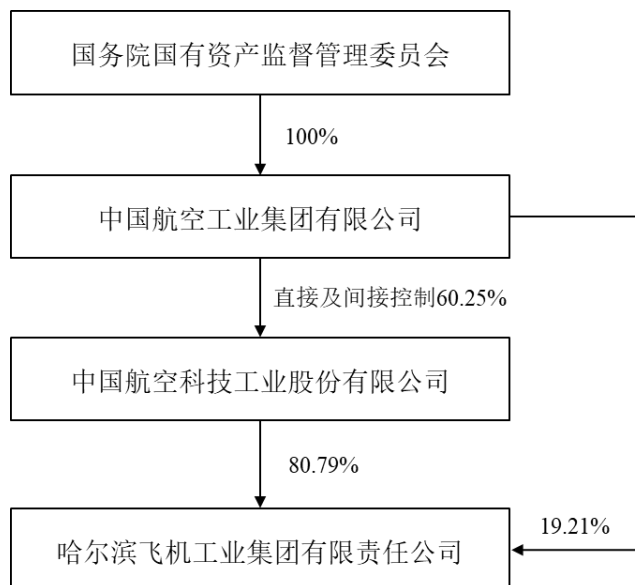 国务院国有资产监督管理委员会
100%
中国航空工业集团有限公司
直接及间接控制60.25%
中国航空科技工业股份有限公司
80.79%
19.21%
哈尔滨飞机工业集团有限责任公司